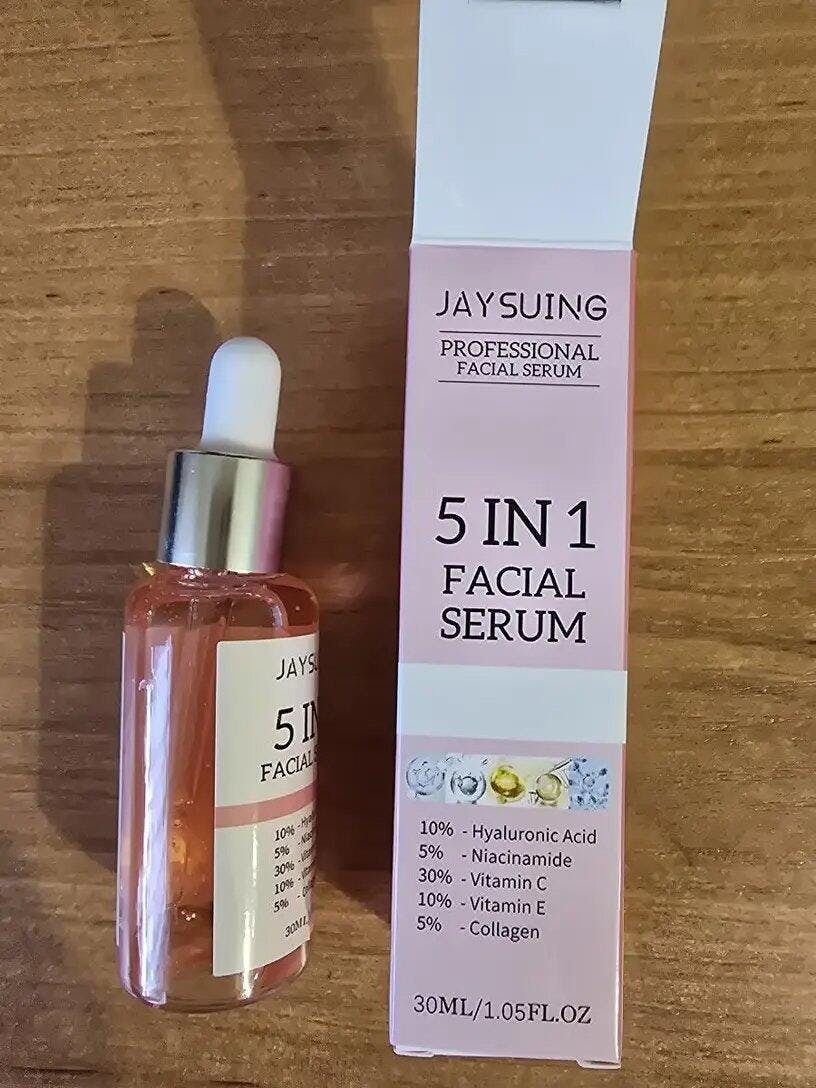 JAYSUING
PROFESSIONAL
FACIAL SERUM
5 IN 1
FACIAL
SERUM
10% - Hyaluronic Acid
5% - Niacinamide
30% - Vitamin C
10% - Vitamin E
5% - Collagen
30ML/1.05FL.OZ
5
FACIAL
10%
5%
30%
10%
5%